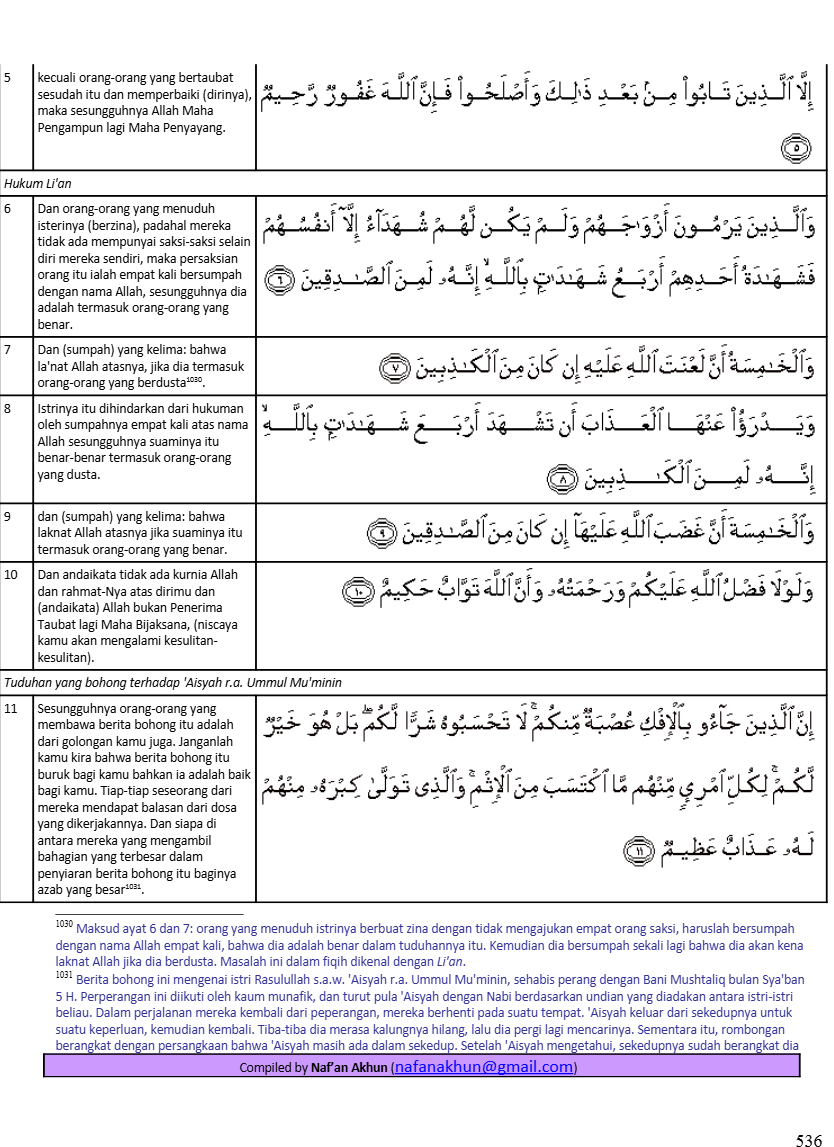 5
kecuali orang-orang yang bertaubat
sesudah itu dan memperbaiki (dirinya),
maka sesungguhnya Allah Maha
Pengampun lagi Maha Penyayang.
إِلَّا ٱلَّذِينَ تَابُوا۟ مِنۢ بَعْدِ ذَٰلِكَ وَأَصْلَحُوا۟ فَإِنَّ ٱللَّهَ غَفُورٌ رَّحِيمٌ
٥
Hukum Li'an
6
Dan orang-orang yang menuduh
isterinya (berzina), padahal mereka
tidak ada mempunyai saksi-saksi selain
diri mereka sendiri, maka persaksian
orang itu ialah empat kali bersumpah
dengan nama Allah, sesungguhnya dia
adalah termasuk orang-orang yang
benar.
وَٱلَّذِينَ يَرْمُونَ أَزْوَٰجَهُمْ وَلَمْ يَكُن لَّهُمْ شُهَدَآءُ إِلَّآ أَنفُسُهُمْ
فَشَهَـٰدَةُ أَحَدِهِمْ أَرْبَعُ شَهَـٰدَٰتٍۭ بِٱللَّهِ ۙ إِنَّهُۥ لَمِنَ ٱلصَّـٰدِقِينَ ٦
7
Dan (sumpah) yang kelima: bahwa
la'nat Allah atasnya, jika dia termasuk
orang-orang yang berdusta1030.
وَٱلْخَـٰمِسَةُ أَنَّ لَعْنَتَ ٱللَّهِ عَلَيْهِ إِن كَانَ مِنَ ٱلْكَـٰذِبِينَ ٧
8
Istrinya itu dihindarkan dari hukuman
oleh sumpahnya empat kali atas nama
Allah sesungguhnya suaminya itu
benar-benar termasuk orang-orang
yang dusta.
وَيَدْرَؤُا۟ عَنْهَا ٱلْعَذَابَ أَن تَشْهَدَ أَرْبَعَ شَهَـٰدَٰتٍۭ بِٱللَّهِ ۙ
إِنَّهُۥ لَمِنَ ٱلْكَـٰذِبِينَ ٨
9
dan (sumpah) yang kelima: bahwa
laknat Allah atasnya jika suaminya itu
termasuk orang-orang yang benar.
وَٱلْخَـٰمِسَةَ أَنَّ غَضَبَ ٱللَّهِ عَلَيْهَآ إِن كَانَ مِنَ ٱلصَّـٰدِقِينَ ٩
10
Dan andaikata tidak ada kurnia Allah
dan rahmat-Nya atas dirimu dan
(andaikata) Allah bukan Penerima
Taubat lagi Maha Bijaksana, (niscaya
kamu akan mengalami kesulitan-
kesulitan).
وَلَوْلَا فَضْلُ ٱللَّهِ عَلَيْكُمْ وَرَحْمَتُهُۥ وَأَنَّ ٱللَّهَ تَوَّابٌ حَكِيمٌ ١٠
Tuduhan yang bohong terhadap 'Aisyah r.a. Ummul Mu'minin
11
Sesungguhnya orang-orang yang
membawa berita bohong itu adalah
dari golongan kamu juga. Janganlah
kamu kira bahwa berita bohong itu
buruk bagi kamu bahkan ia adalah baik
bagi kamu. Tiap-tiap seseorang dari
mereka mendapat balasan dari dosa
yang dikerjakannya. Dan siapa di
antara mereka yang mengambil
bahagian yang terbesar dalam
penyiaran berita bohong itu baginya
azab yang besar1031.
إِنَّ ٱلَّذِينَ جَآءُو بِٱلْإِفْكِ عُصْبَةٌ مِّنكُمْ ۚ لَا تَحْسَبُوهُ شَرًّا لَّكُم ۖ بَلْ هُوَ خَيْرٌ
لَّكُمْ ۚ لِكُلِّ ٱمْرِئٍ مِّنْهُم مَّا ٱكْتَسَبَ مِنَ ٱلْإِثْمِ ۚ وَٱلَّذِى تَوَلَّىٰ كِبْرَهُۥ مِنْهُمْ
لَهُۥ عَذَابٌ عَظِيمٌ ١١
1030 Maksud ayat 6 dan 7: orang yang menuduh istrinya berbuat zina dengan tidak mengajukan empat orang saksi, haruslah bersumpah
dengan nama Allah empat kali, bahwa dia adalah benar dalam tuduhannya itu. Kemudian dia bersumpah sekali lagi bahwa dia akan kena
laknat Allah jika dia berdusta. Masalah ini dalam fiqih dikenal dengan Li'an.
1031 Berita bohong ini mengenai istri Rasulullah s.a.w. 'Aisyah r.a. Ummul Mu'minin, sehabis perang dengan Bani Mushtaliq bulan Sya'ban
5 H. Perperangan ini diikuti oleh kaum munafik, dan turut pula 'Aisyah dengan Nabi berdasarkan undian yang diadakan antara istri-istri
beliau. Dalam perjalanan mereka kembali dari peperangan, mereka berhenti pada suatu tempat. 'Aisyah keluar dari sekedupnya untuk
suatu keperluan, kemudian kembali. Tiba-tiba dia merasa kalungnya hilang, lalu dia pergi lagi mencarinya. Sementara itu, rombongan
berangkat dengan persangkaan bahwa 'Aisyah masih ada dalam sekedup. Setelah 'Aisyah mengetahui, sekedupnya sudah berangkat dia
Compiled by Naf'an Akhun (nafanakhun@gmail.com)
536